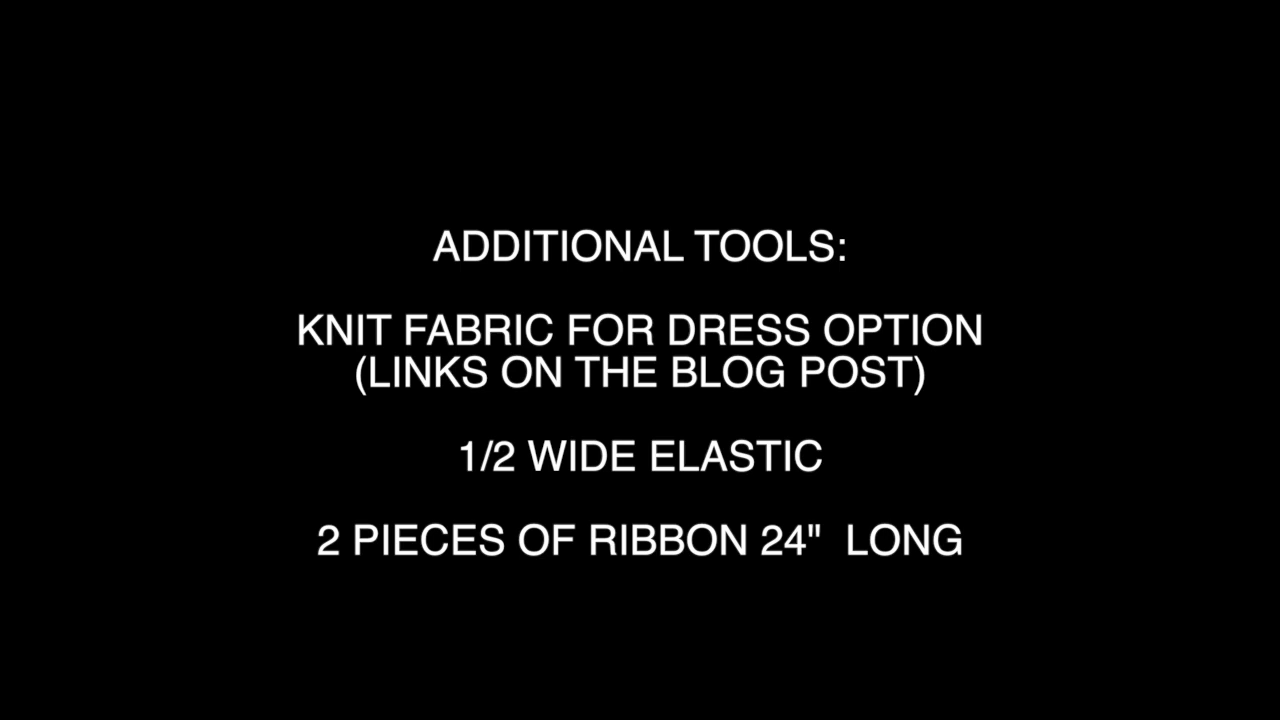 ADDITIONAL TOOLS:
KNIT FABRIC FOR DRESS OPTION
(LINKS ON THE BLOG POST)
1/2 WIDE ELASTIC
2 PIECES OF RIBBON 24"  LONG